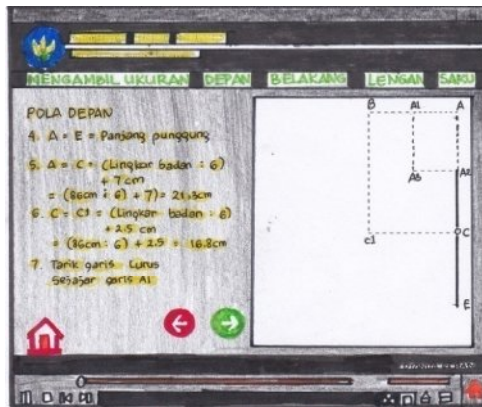 MENGAMBIL UKURAN DEPAN BELAKANG LENGAN SAKU
POLA DEPAN
4. A - E = Panjang punggung
5. A - C = (Lingkar badan : 6)
+ 7 cm
= (86cm : 6) + 7) = 21.3cm
6. C - C1 = (Lingkar badan : 6)
+ 2.5 cm
= (86cm : 6) + 2.5 = 16.8cm
7. Tarik garis lurus
sejajar garis A1
B A1 A
A3 A2
C1 C
E